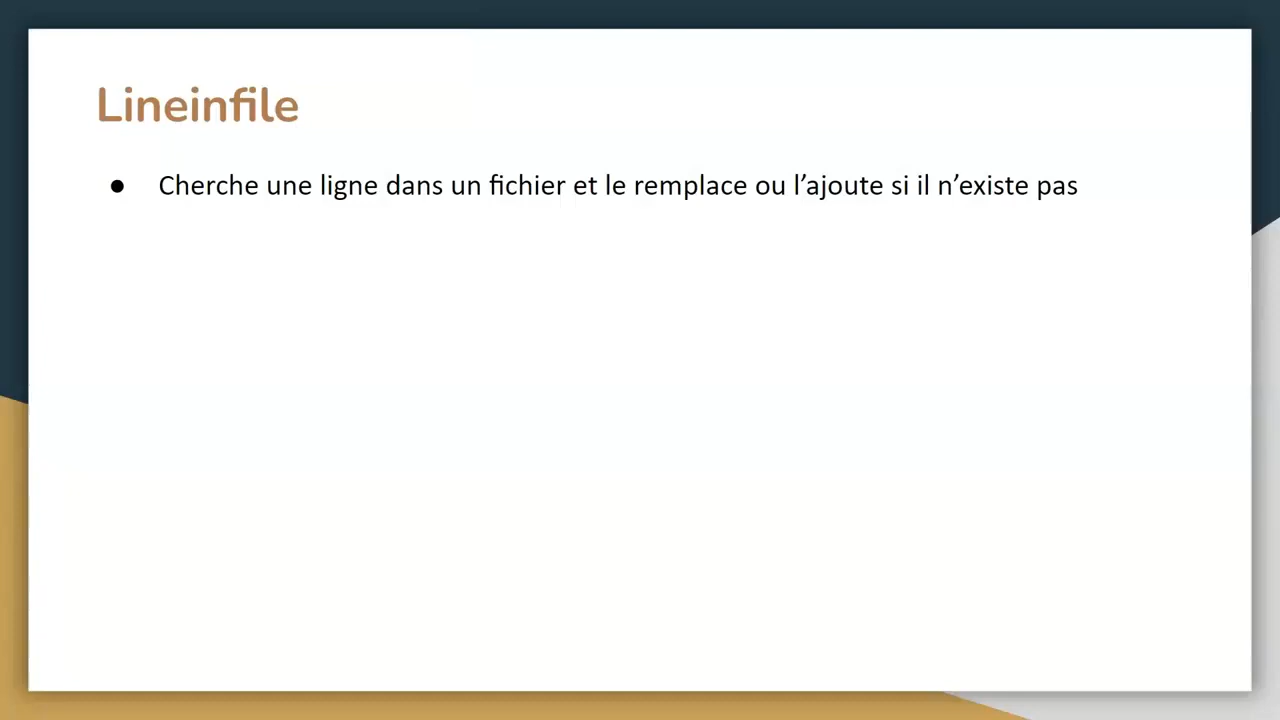 Lineinfile
● Cherche une ligne dans un fichier et le remplace ou l’ajoute si il n’existe pas